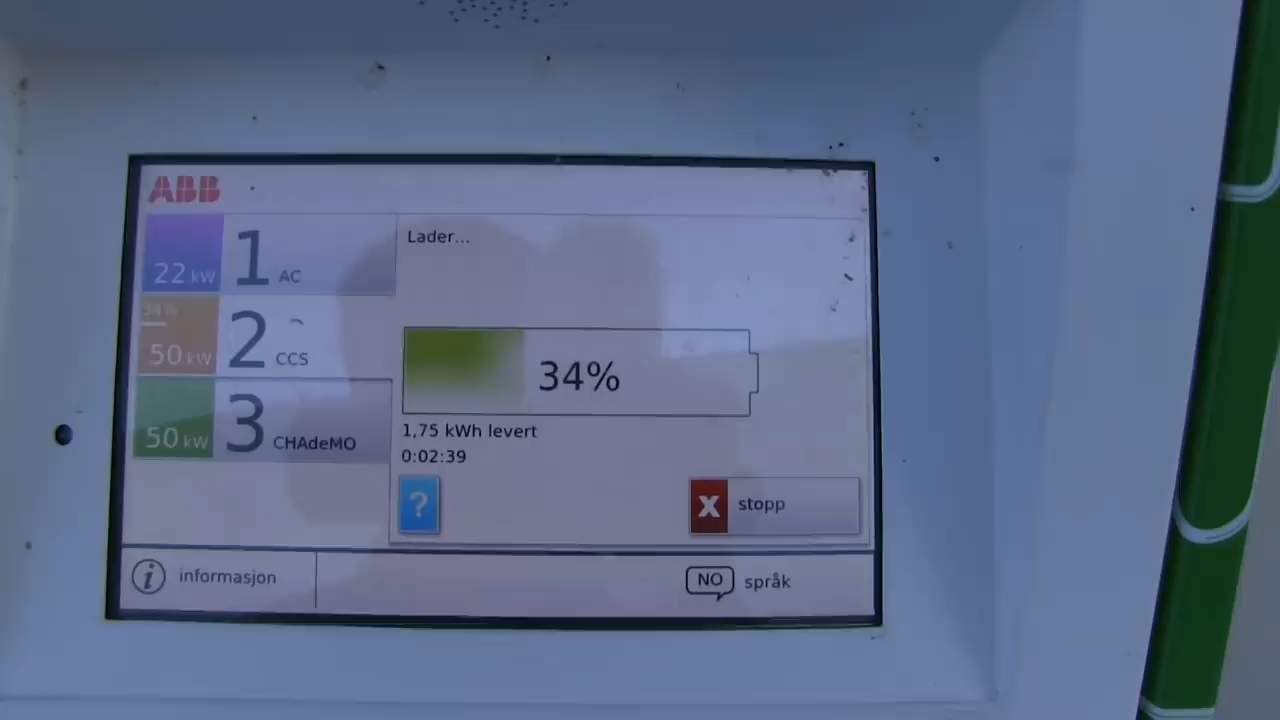 ABB
22 kW 1 AC
34%
50 kW 2 CCS
50 kW 3 CHAdeMO
Lader...
34%
1,75 kWh levert
0:02:39
?
X stopp
i informasjon
NO språk